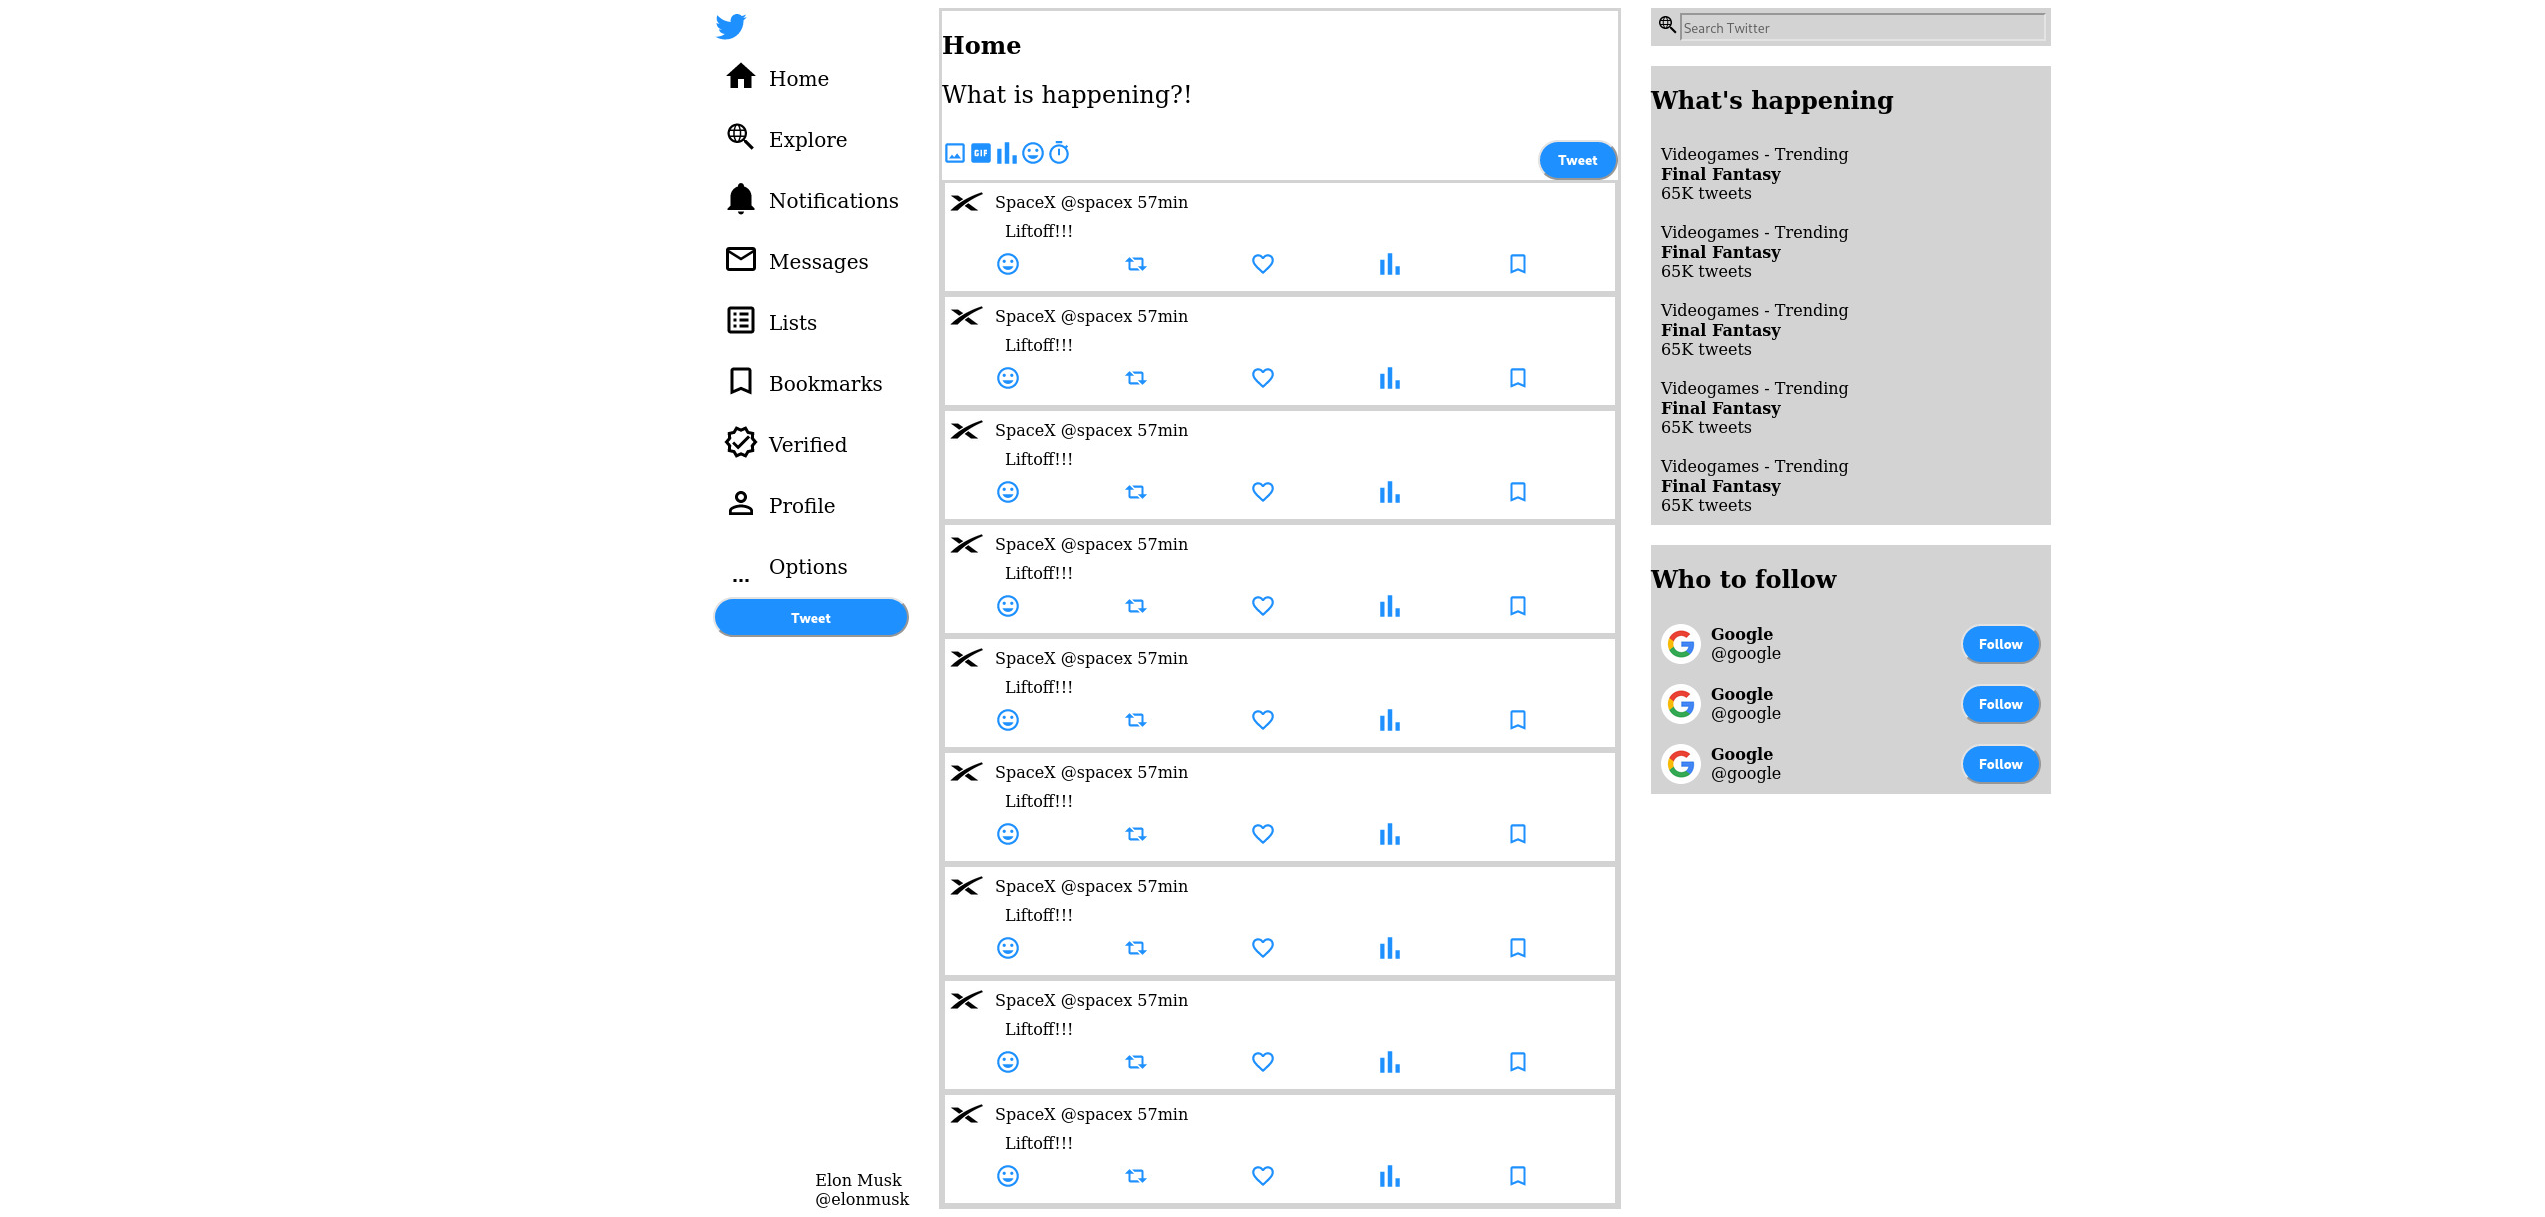 Home
Explore
Notifications
Messages
Lists
Bookmarks
Verified
Profile
... Options
Tweet
Elon Musk
@elonmusk
Home
What is happening?!
GIF
Tweet
SpaceX @spacex 57min
Liftoff!!!
SpaceX @spacex 57min
Liftoff!!!
SpaceX @spacex 57min
Liftoff!!!
SpaceX @spacex 57min
Liftoff!!!
SpaceX @spacex 57min
Liftoff!!!
SpaceX @spacex 57min
Liftoff!!!
SpaceX @spacex 57min
Liftoff!!!
SpaceX @spacex 57min
Liftoff!!!
SpaceX @spacex 57min
Liftoff!!!
Search Twitter
What's happening
Videogames - Trending
Final Fantasy
65K tweets
Videogames - Trending
Final Fantasy
65K tweets
Videogames - Trending
Final Fantasy
65K tweets
Videogames - Trending
Final Fantasy
65K tweets
Videogames - Trending
Final Fantasy
65K tweets
Who to follow
Google
@google
Follow
Google
@google
Follow
Google
@google
Follow